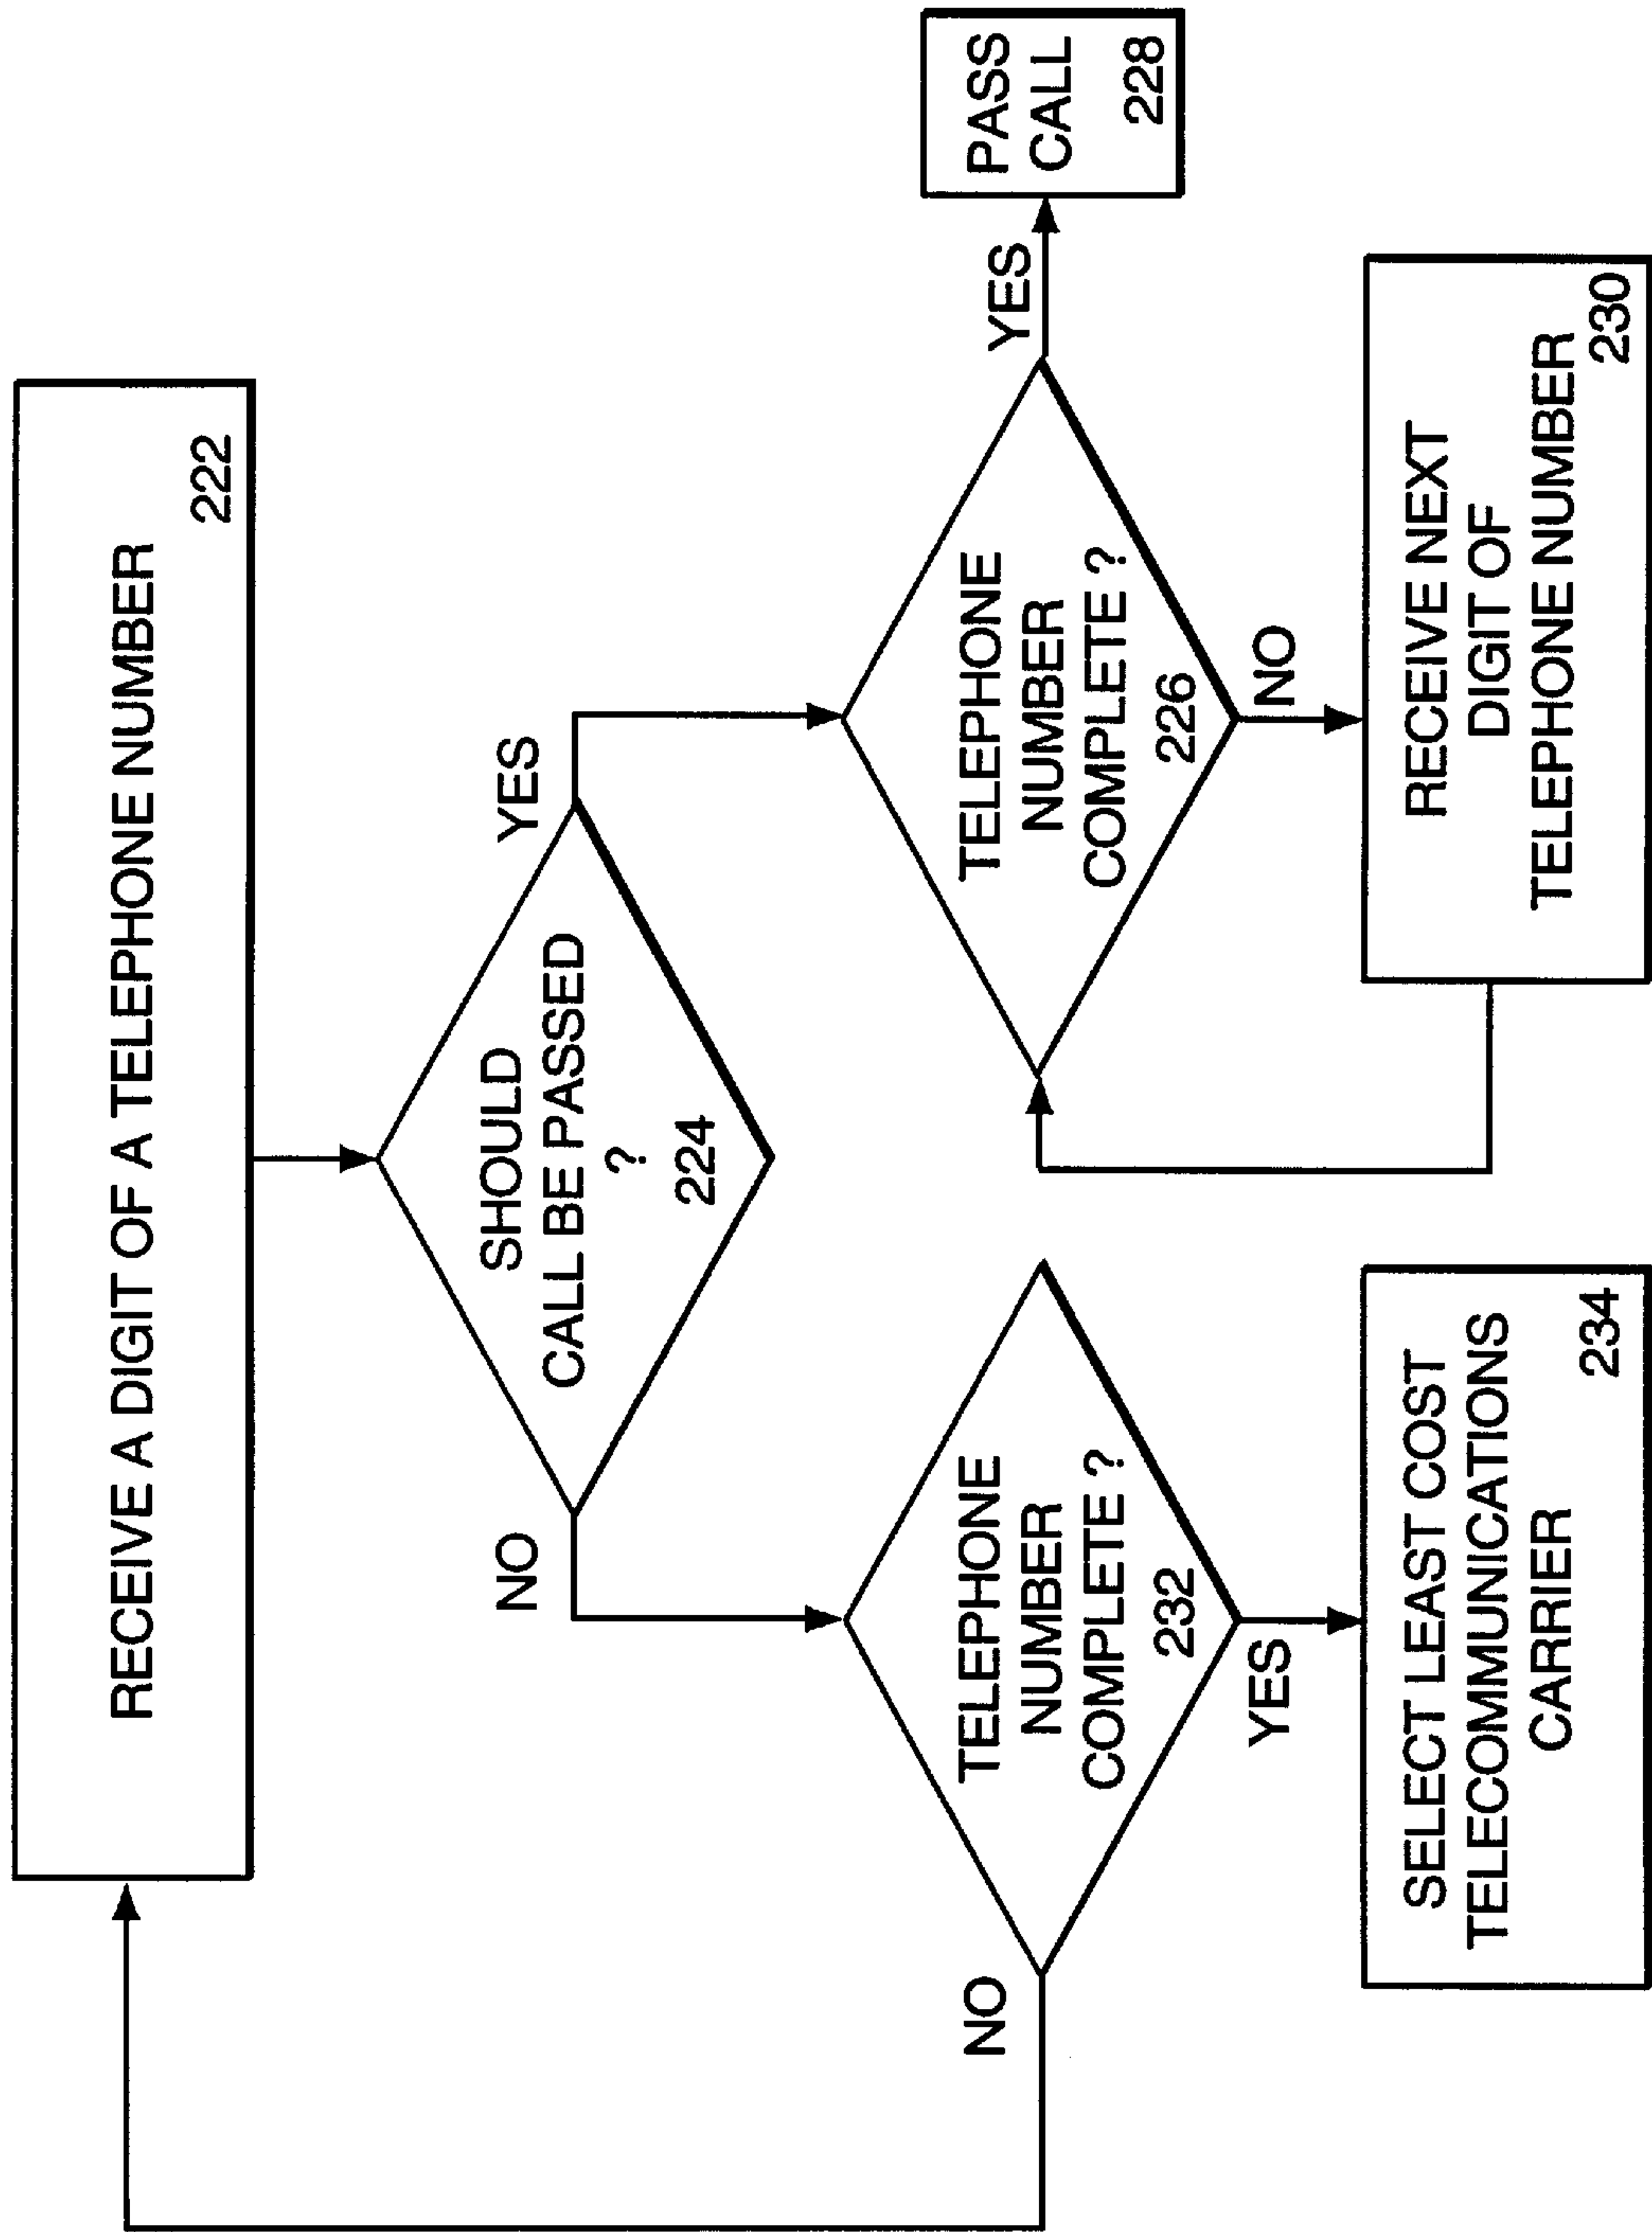 RECEIVE A DIGIT OF A TELEPHONE NUMBER
222
SHOULD
CALL BE PASSED
?
224
NO
YES
TELEPHONE
NUMBER
COMPLETE ?
232
NO
YES
SELECT LEAST COST
TELECOMMUNICATIONS
CARRIER
234
TELEPHONE
NUMBER
COMPLETE ?
226
YES
NO
PASS
CALL
228
RECEIVE NEXT
DIGIT OF
TELEPHONE NUMBER
230